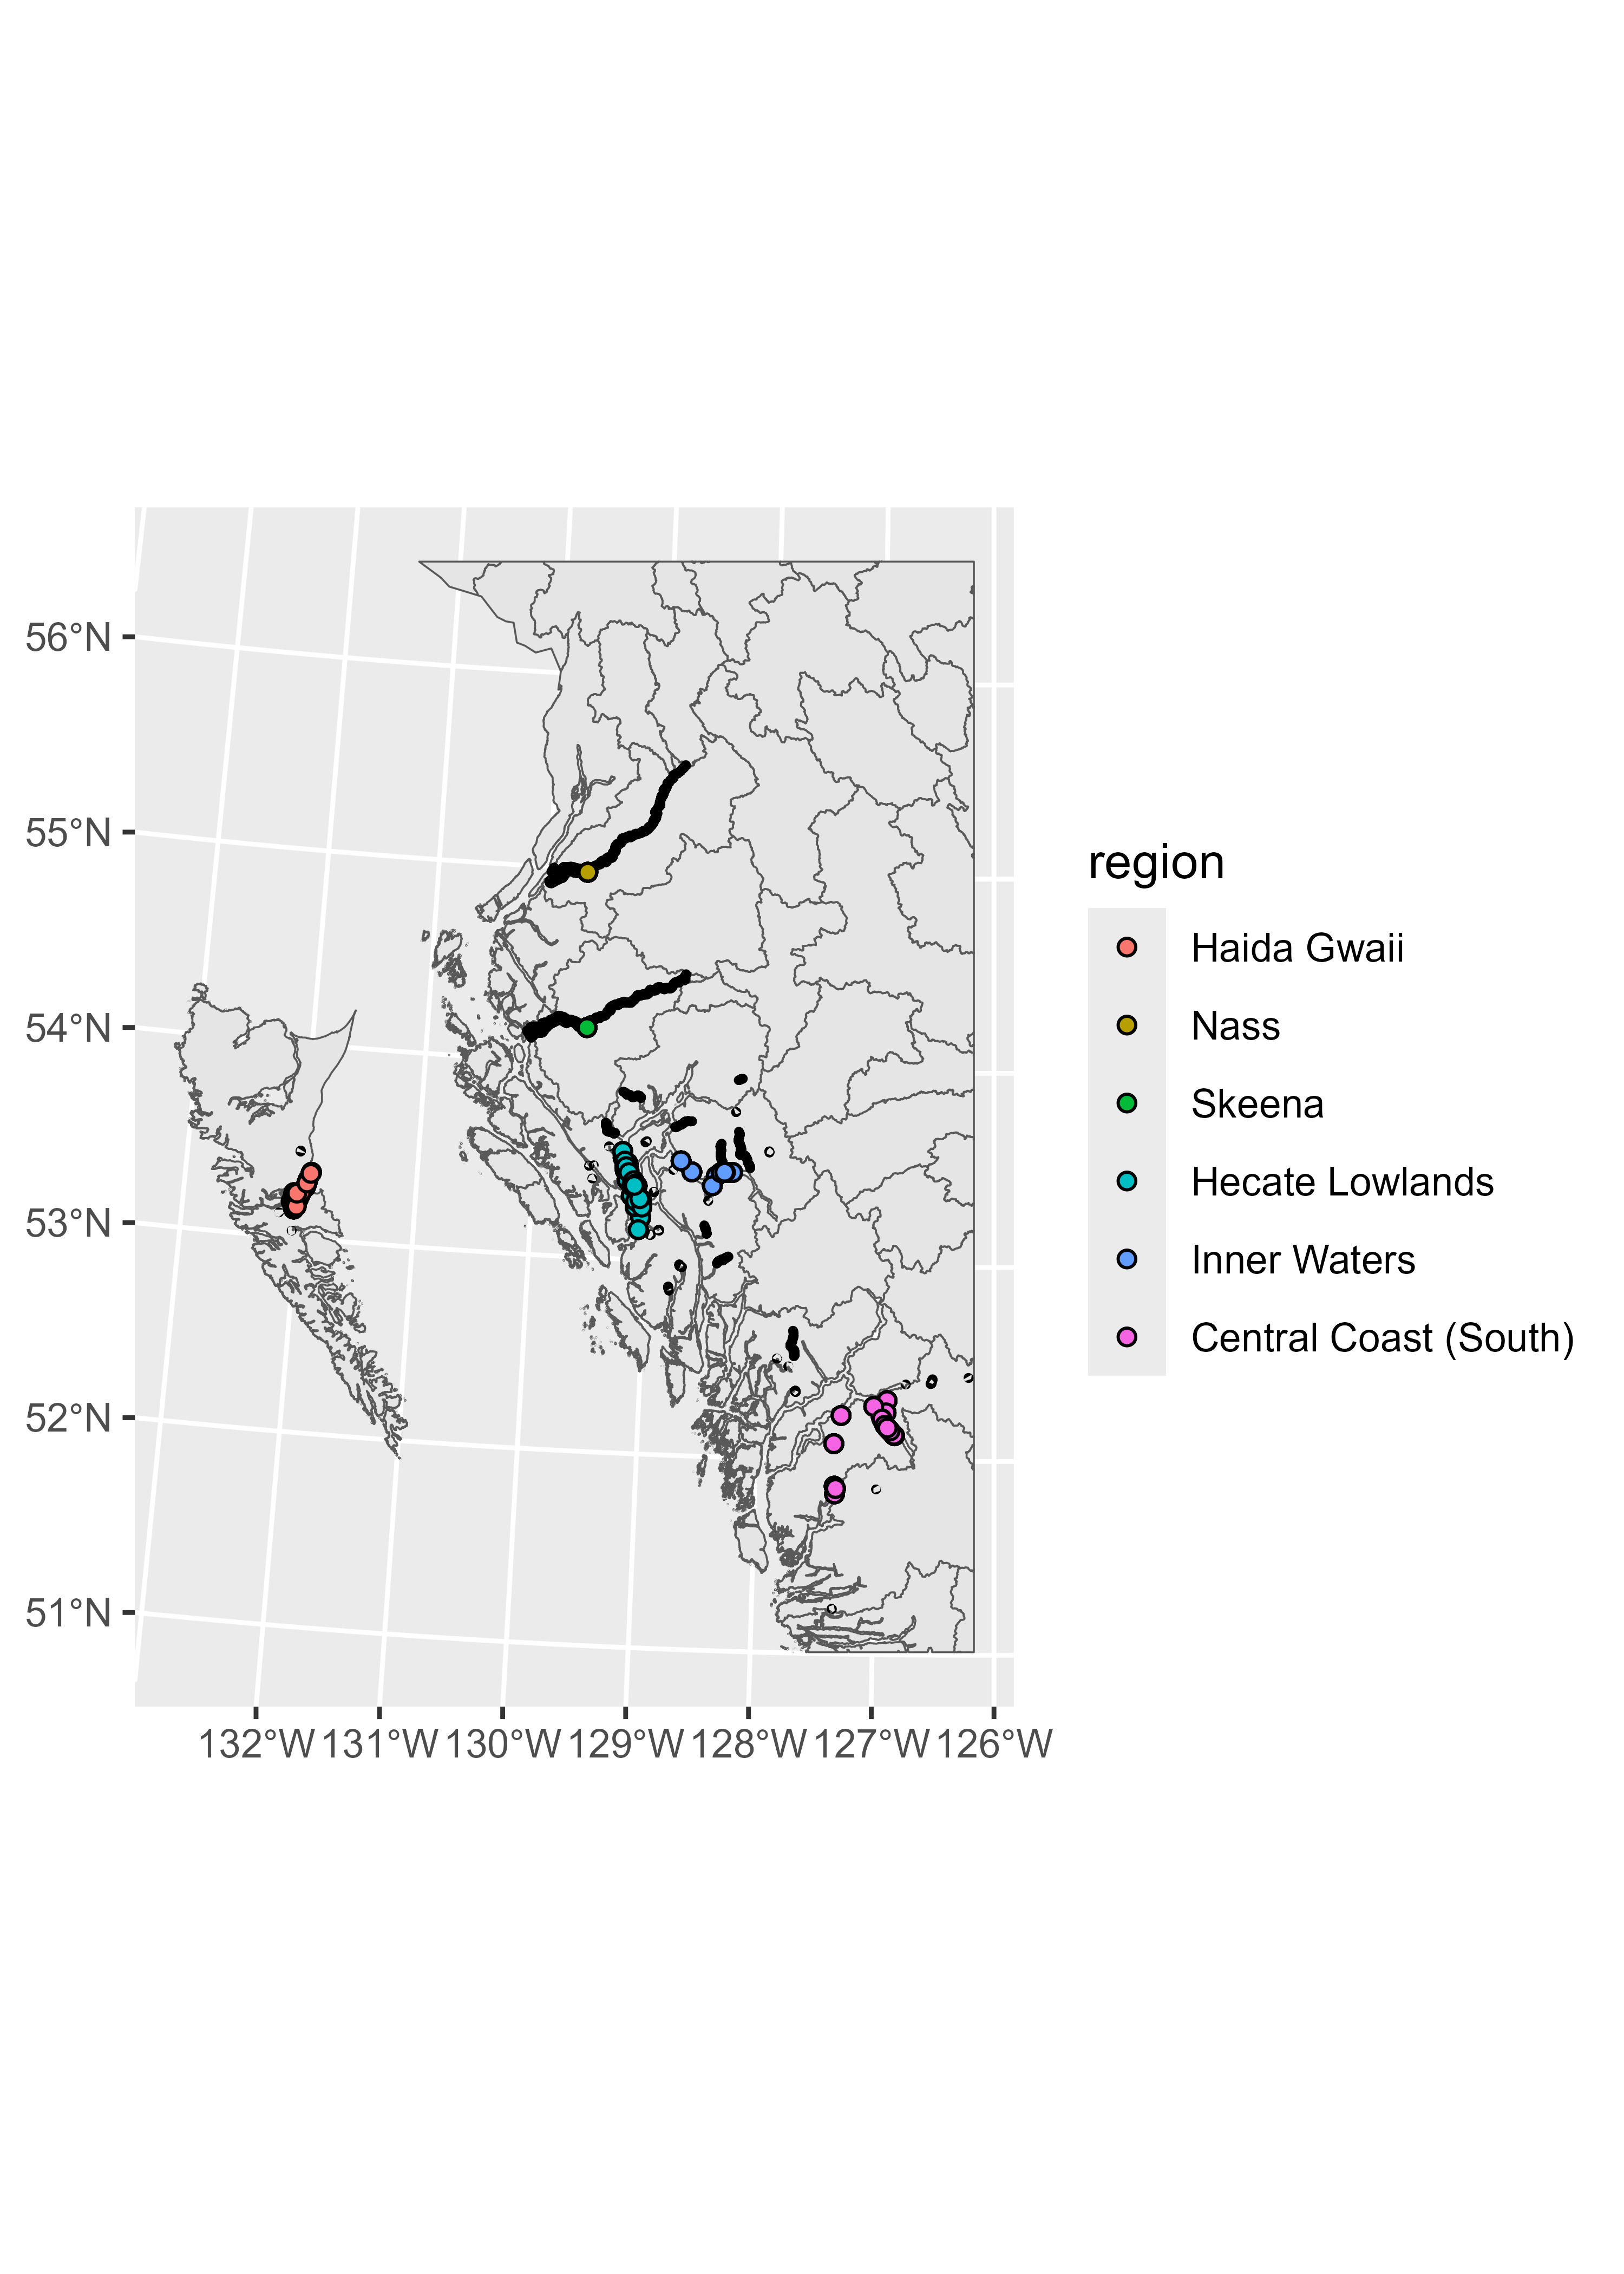 56°N
55°N
54°N
53°N
52°N
51°N
132°W 131°W 130°W 129°W 128°W 127°W 126°W
region
Haida Gwaii
Nass
Skeena
Hecate Lowlands
Inner Waters
Central Coast (South)